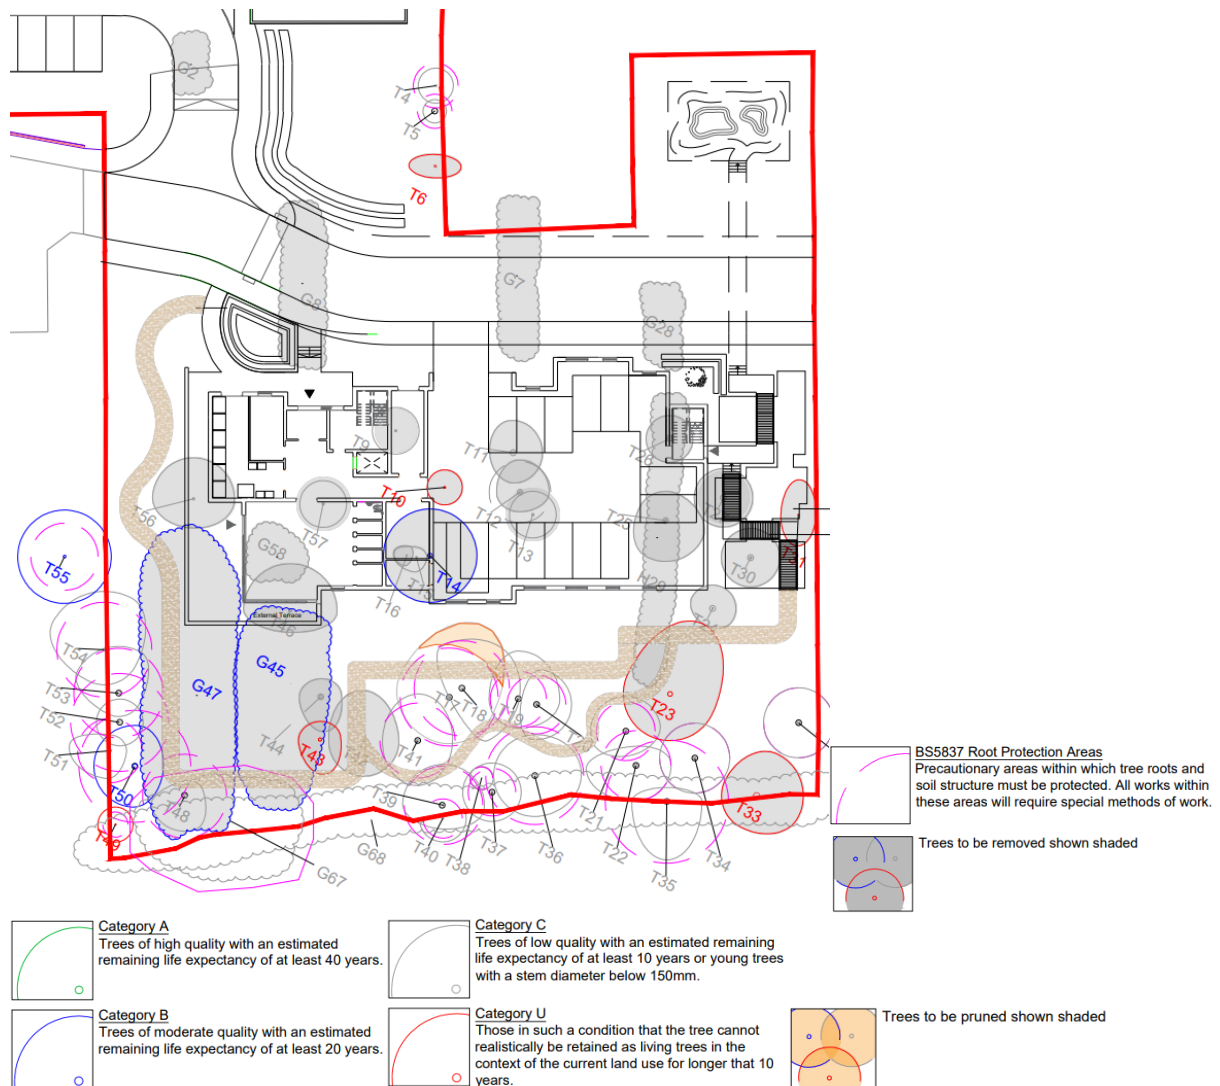 G2
T4
T5
T6
G8
G7
G28
T9
T11
T26
T10
T56
T57
T12
T13
T25
G58
T55
T14
T15
T16
T30
T31
H29
External Terrace
T46
T54
G45
G47
T53
T17
T18
T19
T23
T52
T44
T43
T41
T51
T50
T48
T39
T49
T40
T38
T37
T36
T21
T22
T35
T34
T33
G68
G67
BS5837 Root Protection Areas
Precautionary areas within which tree roots and
soil structure must be protected. All works within
these areas will require special methods of work.
Trees to be removed shown shaded
Category A
Trees of high quality with an estimated
remaining life expectancy of at least 40 years.
Category C
Trees of low quality with an estimated remaining
life expectancy of at least 10 years or young trees
with a stem diameter below 150mm.
Category B
Trees of moderate quality with an estimated
remaining life expectancy of at least 20 years.
Category U
Those in such a condition that the tree cannot
realistically be retained as living trees in the
context of the current land use for longer that 10
years.
Trees to be pruned shown shaded